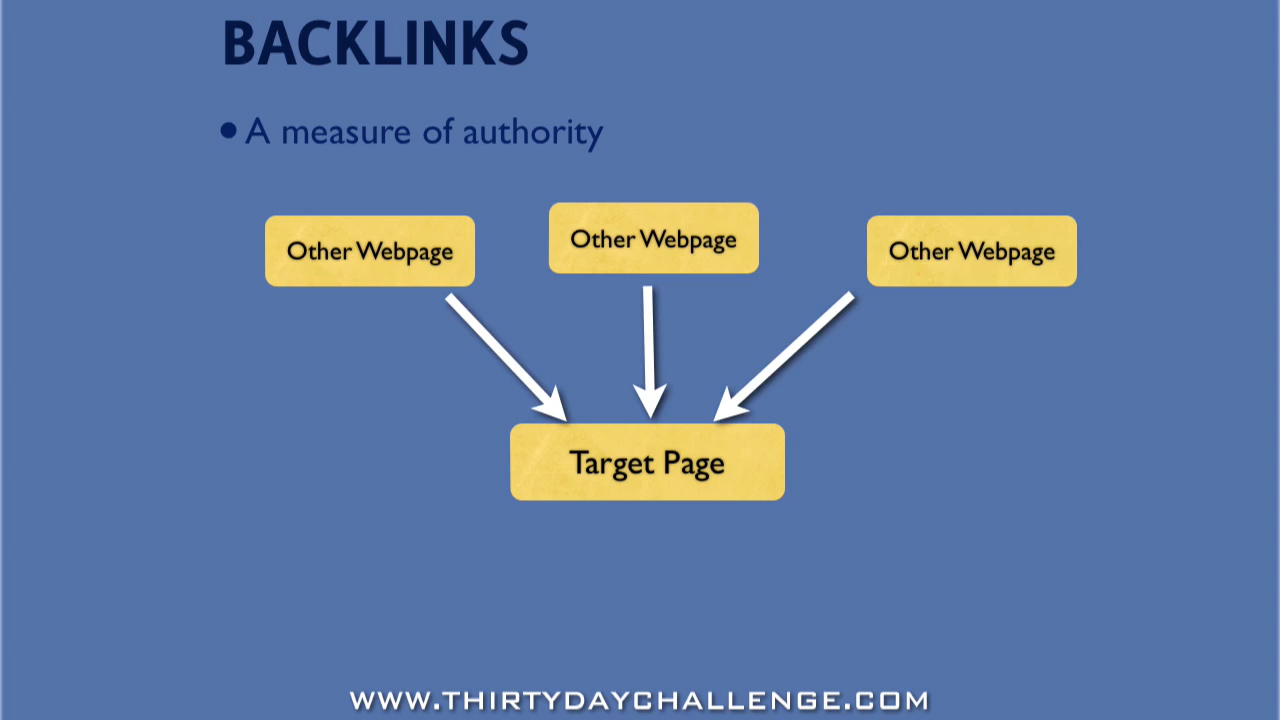 BACKLINKS
• A measure of authority
Other Webpage
Other Webpage
Other Webpage
Target Page
WWW.THIRTYDAYCHALLENGE.COM